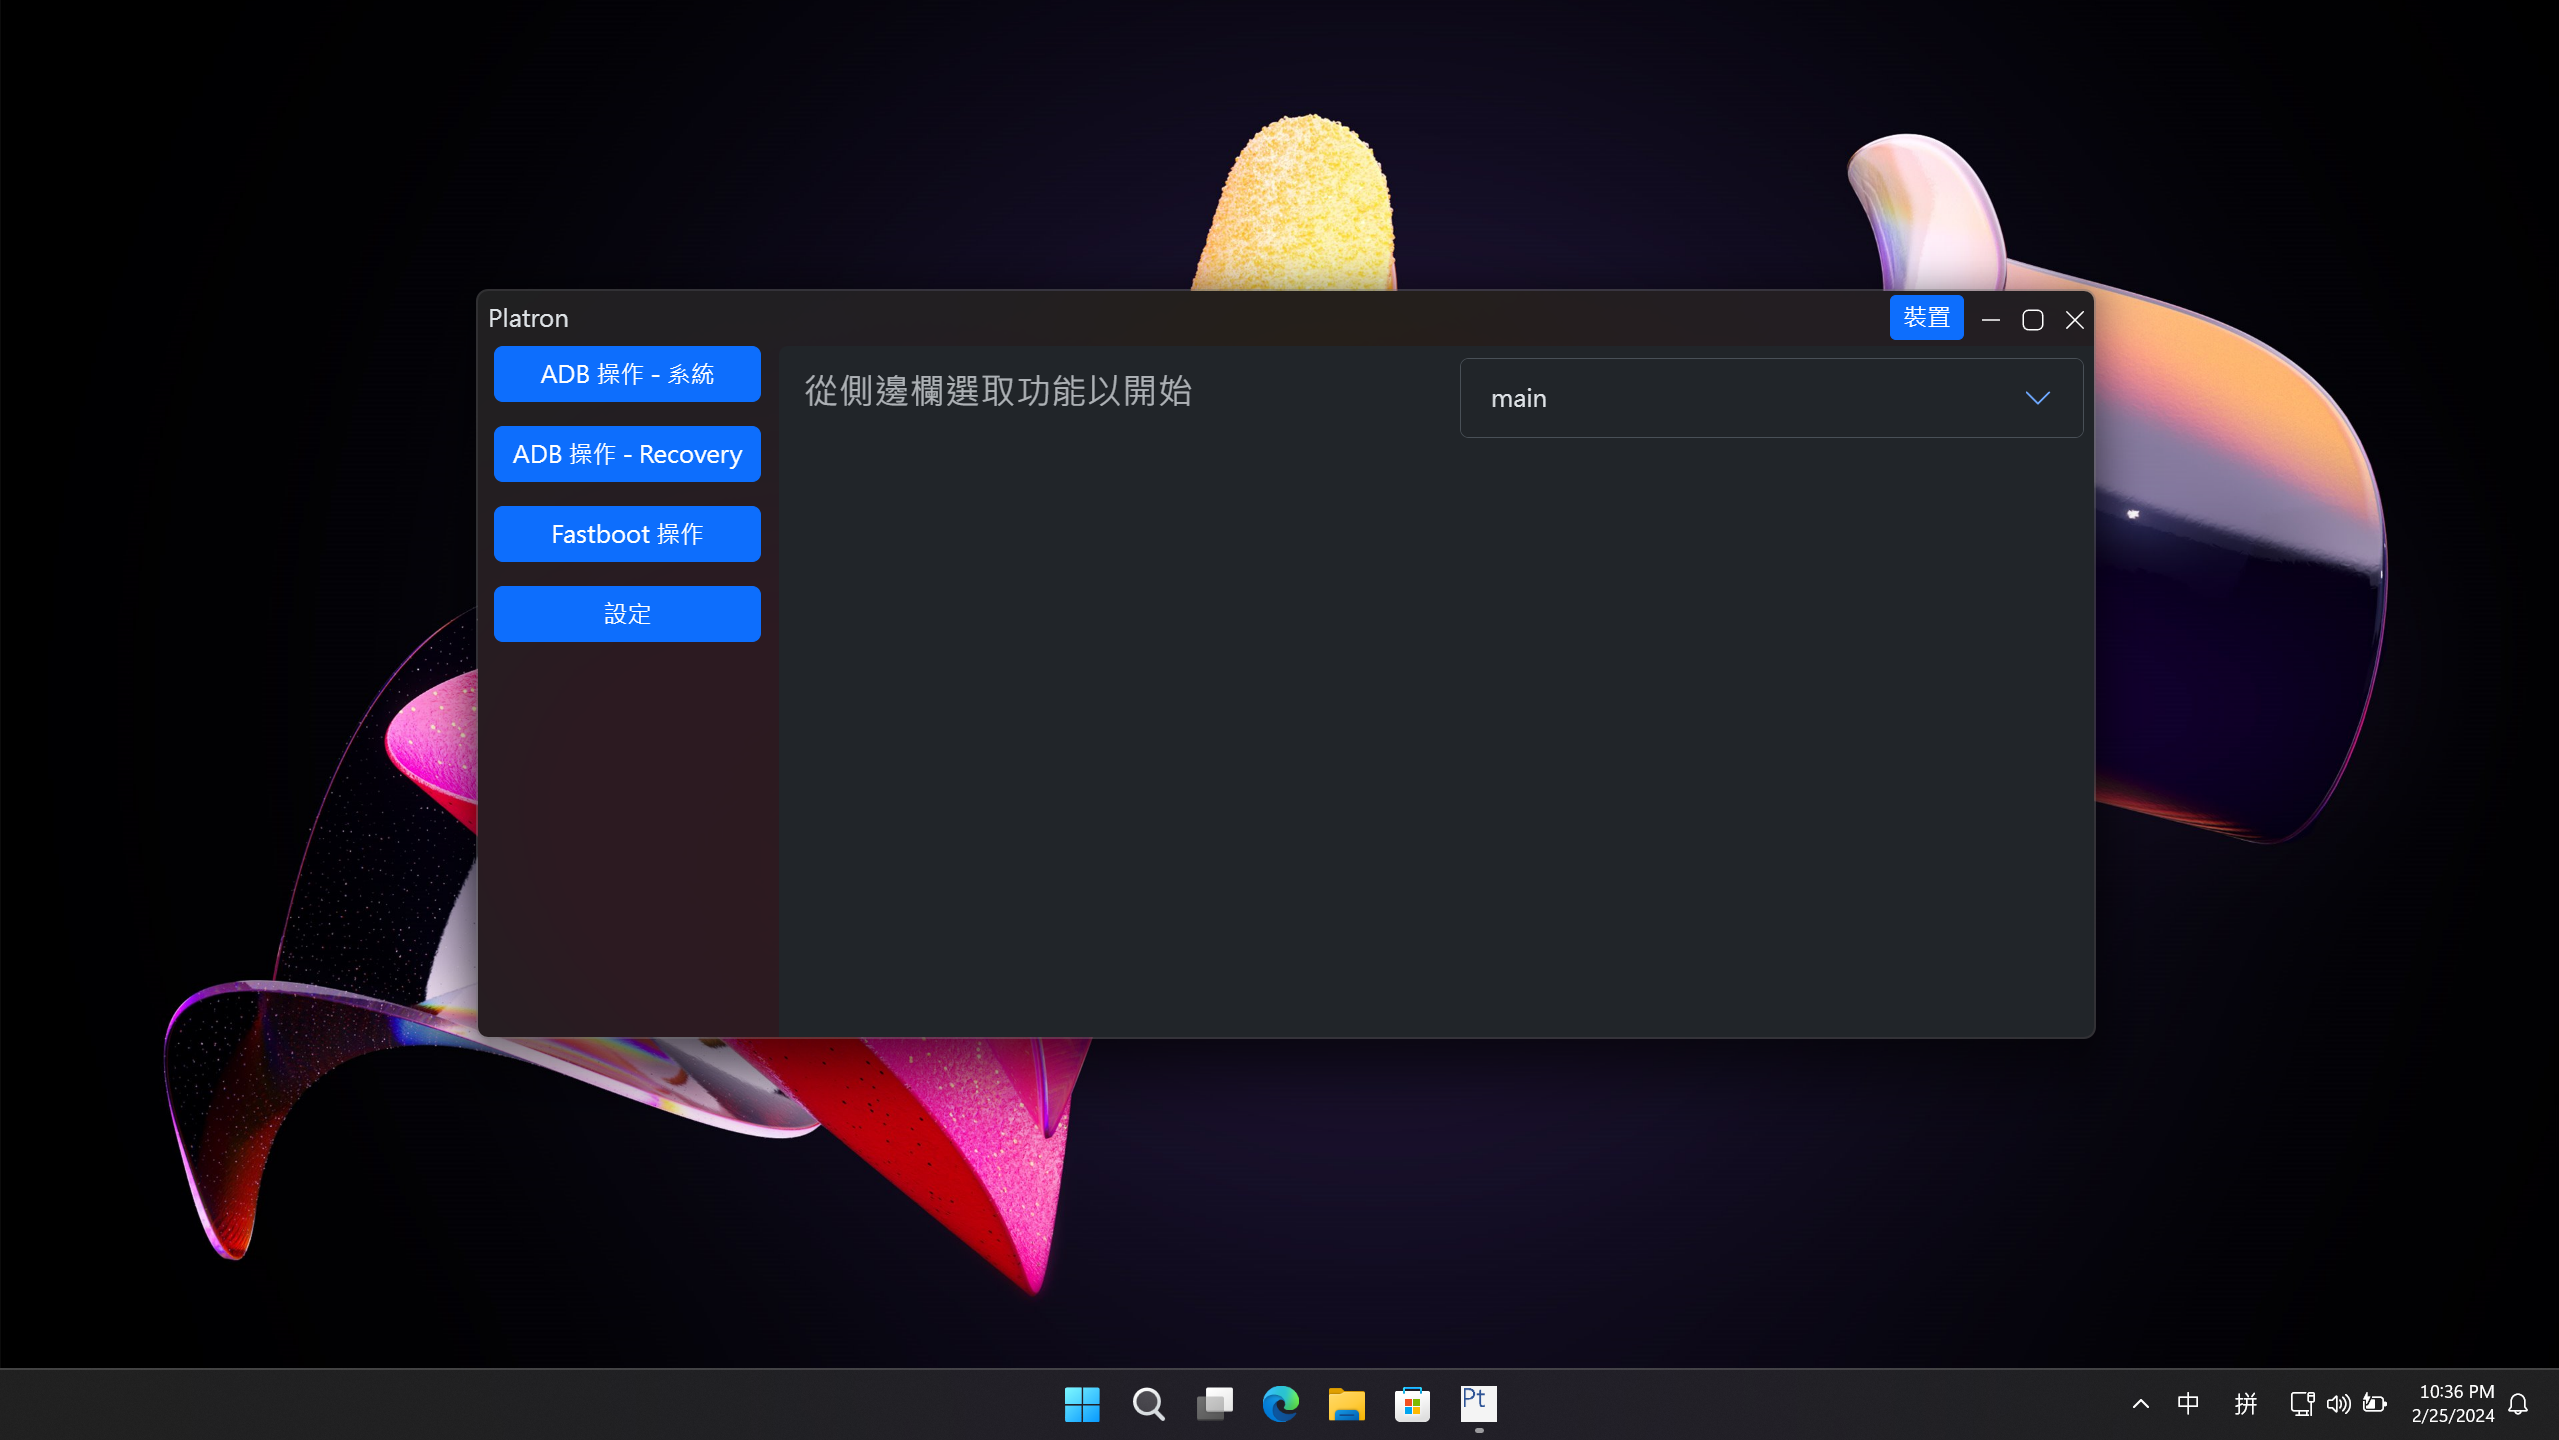 Platron
裝置
ADB 操作 - 系統
ADB 操作 - Recovery
Fastboot 操作
設定
從側邊欄選取功能以開始
main
Pt
中
拼
10:36 PM
2/25/2024